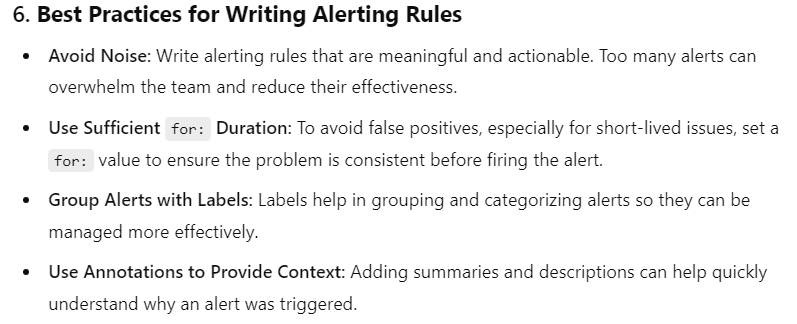 6. Best Practices for Writing Alerting Rules
Avoid Noise: Write alerting rules that are meaningful and actionable. Too many alerts can
overwhelm the team and reduce their effectiveness.
Use Sufficient for: Duration: To avoid false positives, especially for short-lived issues, set a
for: value to ensure the problem is consistent before firing the alert.
Group Alerts with Labels: Labels help in grouping and categorizing alerts so they can be
managed more effectively.
Use Annotations to Provide Context: Adding summaries and descriptions can help quickly
understand why an alert was triggered.